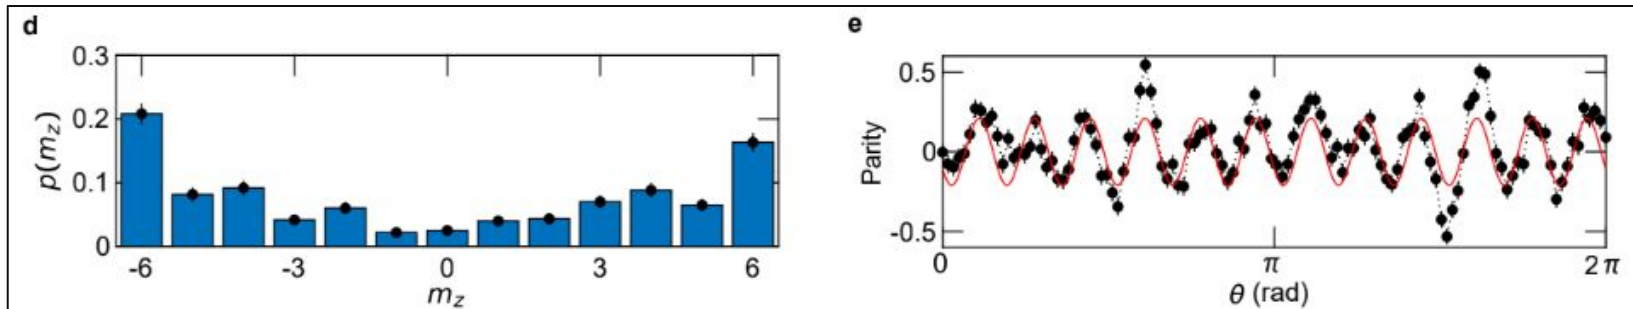 d
0.3
0.2
0.1
0
p(m_z)
-6 -3 0 3 6
m_z
e
0.5
0
-0.5
Parity
0 π 2π
θ (rad)